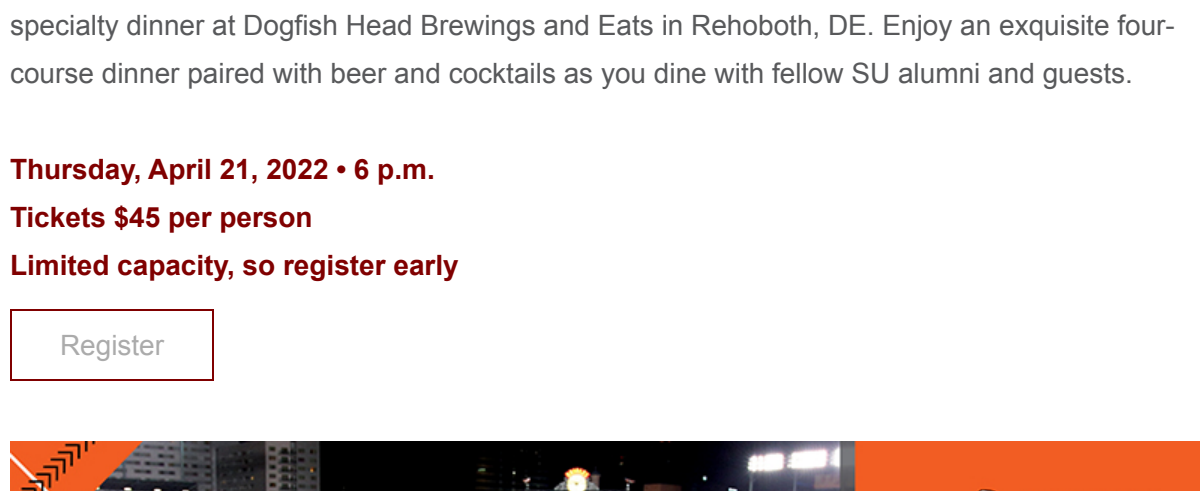 specialty dinner at Dogfish Head Brewings and Eats in Rehoboth, DE. Enjoy an exquisite four-
course dinner paired with beer and cocktails as you dine with fellow SU alumni and guests.
Thursday, April 21, 2022 • 6 p.m.
Tickets $45 per person
Limited capacity, so register early
Register